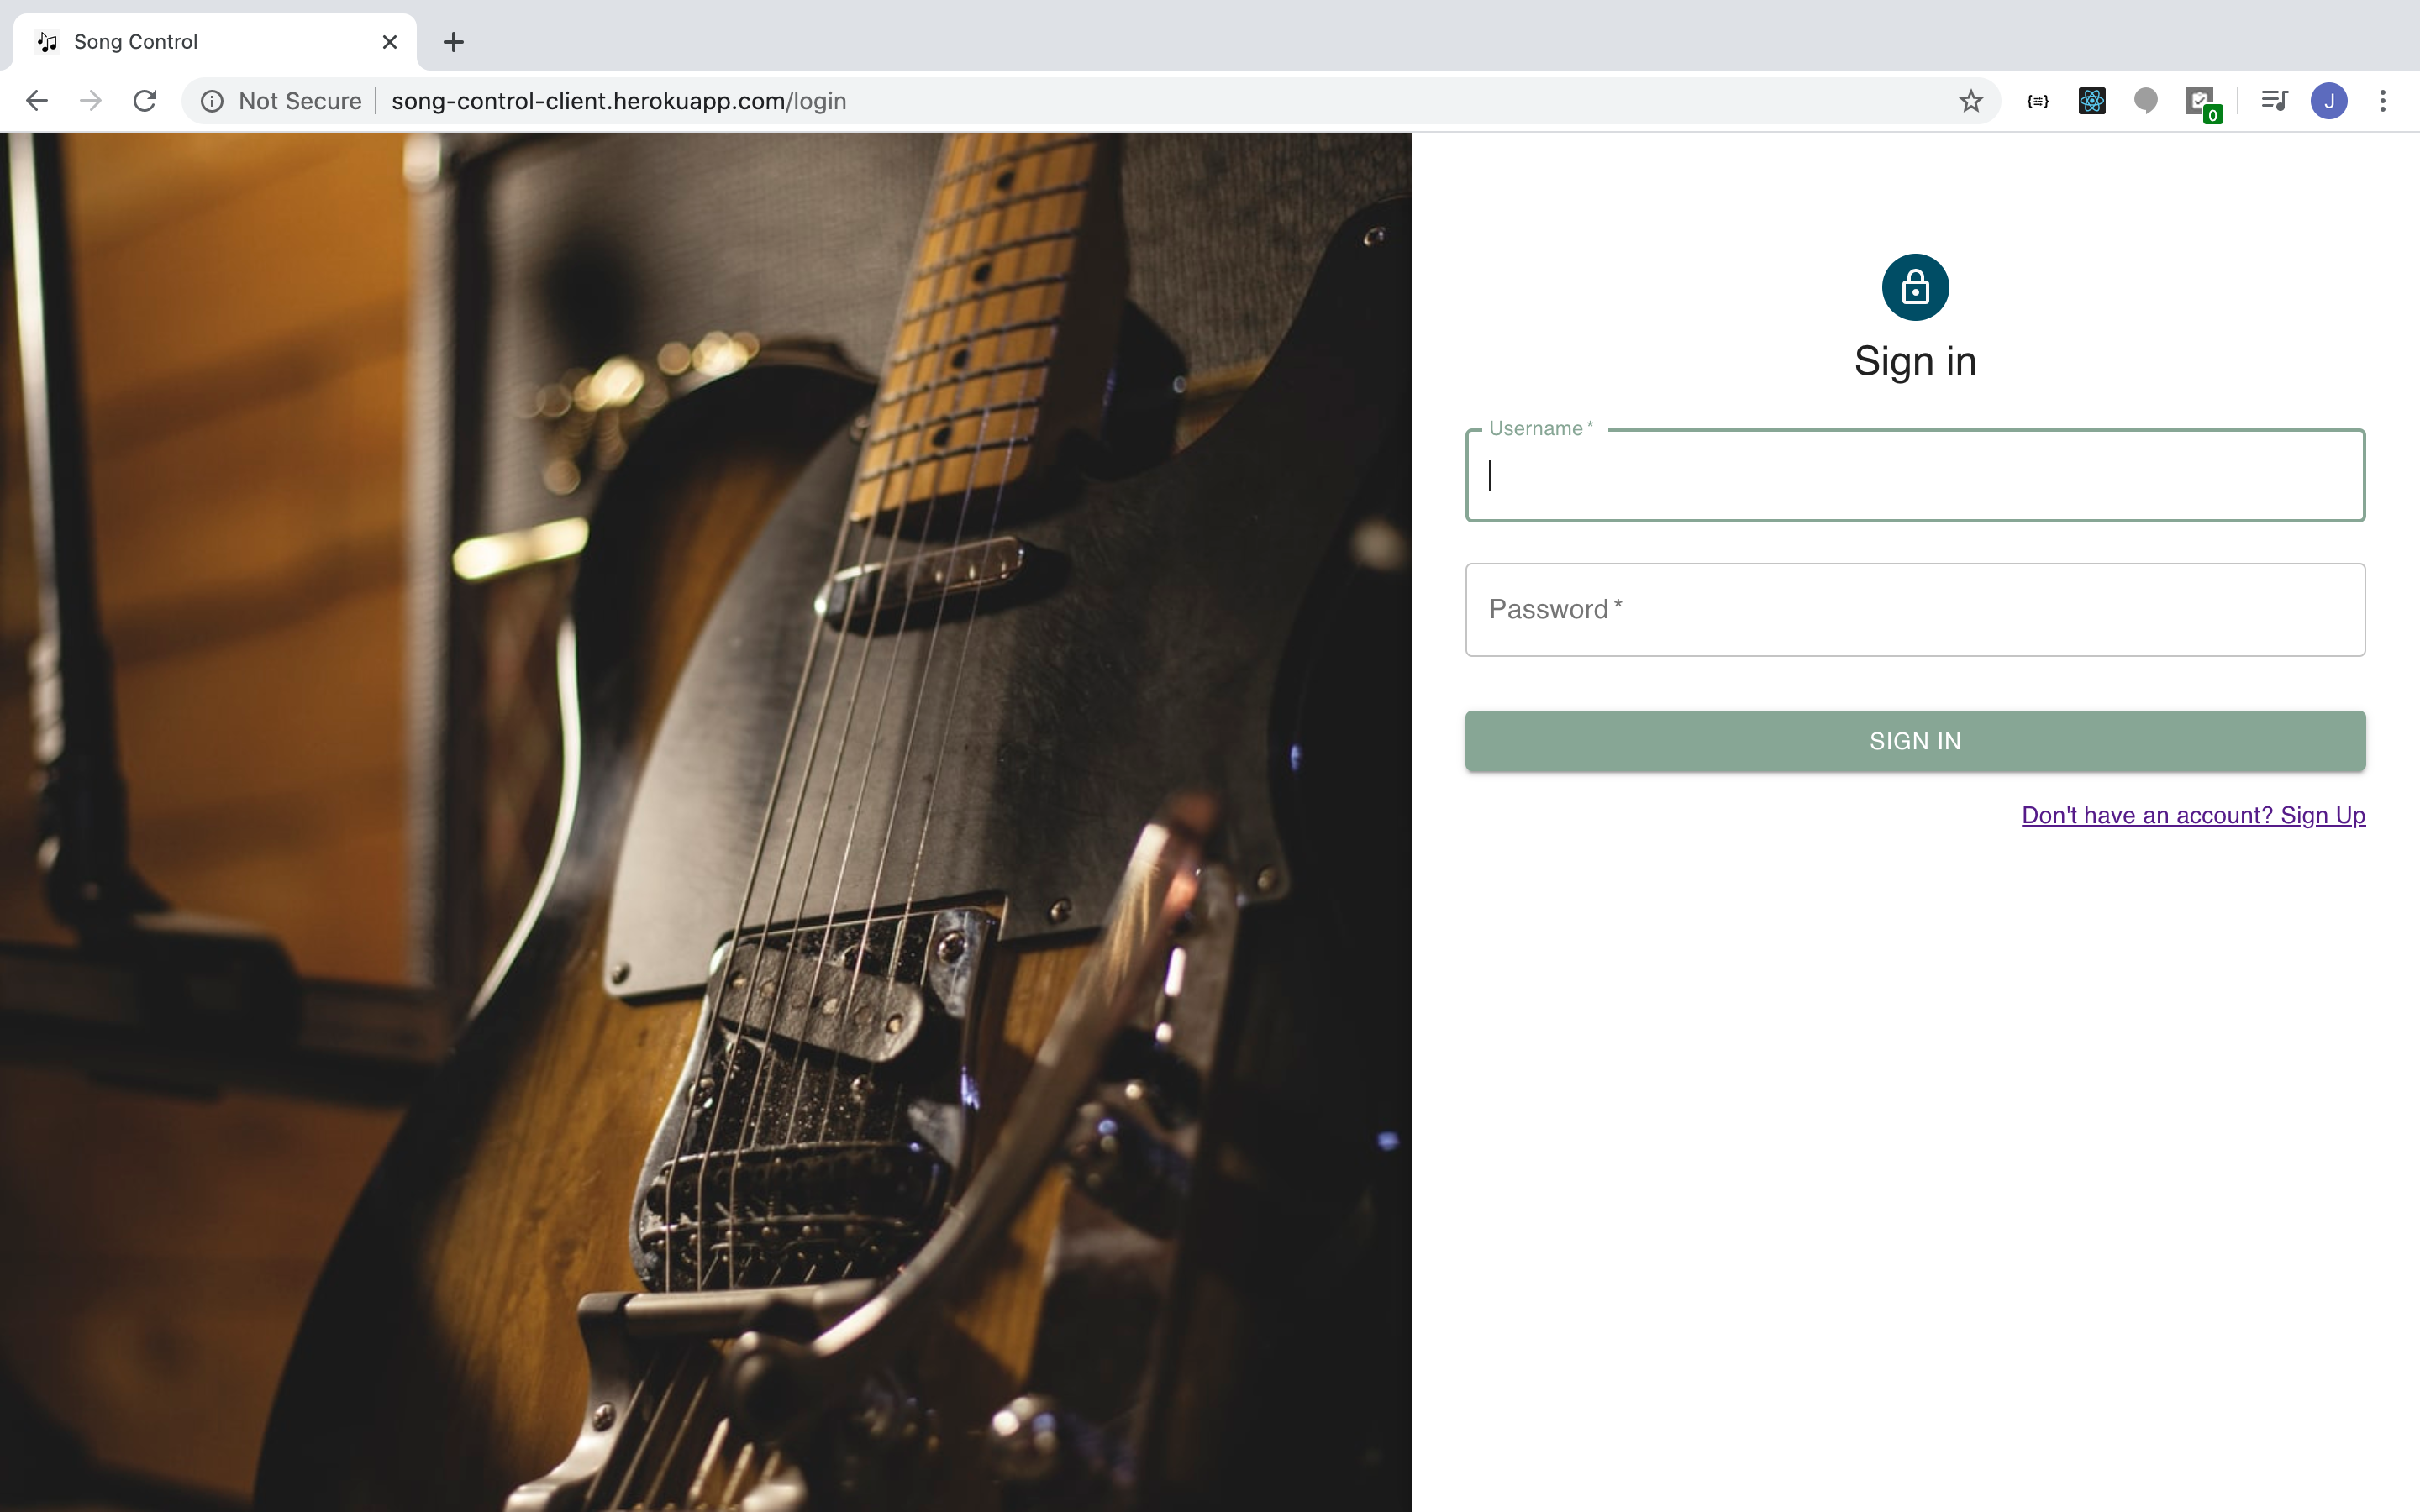 Song Control
Not Secure song-control-client.herokuapp.com/login
0
J
Sign in
Username *
Password *
SIGN IN
Don't have an account? Sign Up